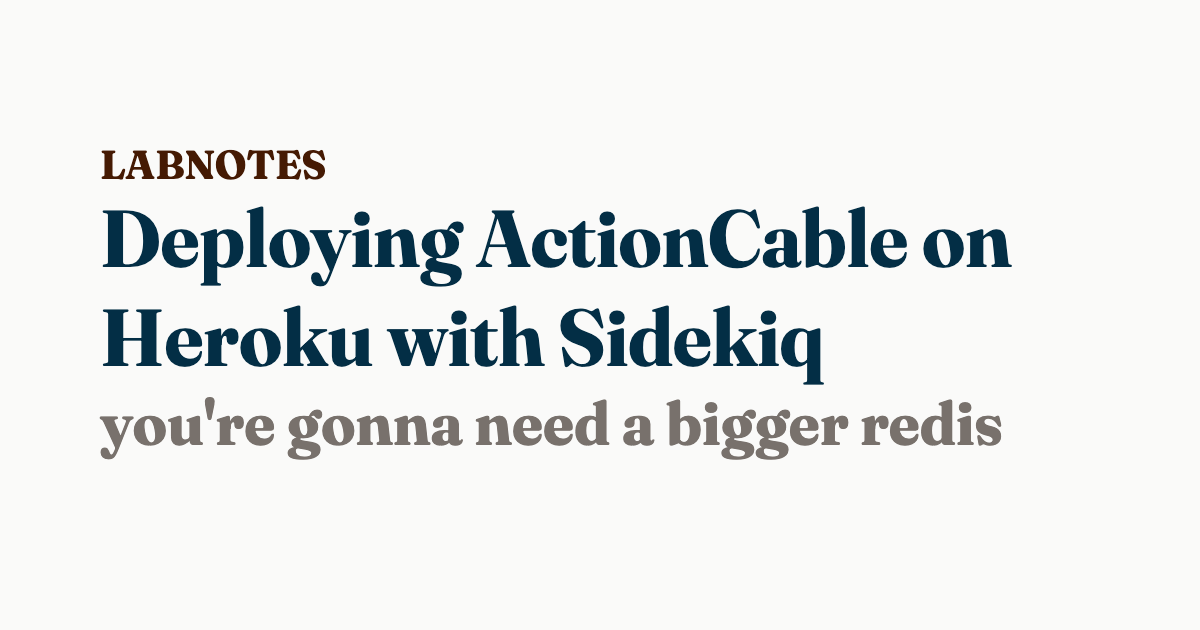 LABNOTES
Deploying ActionCable on
Heroku with Sidekiq
you're gonna need a bigger redis